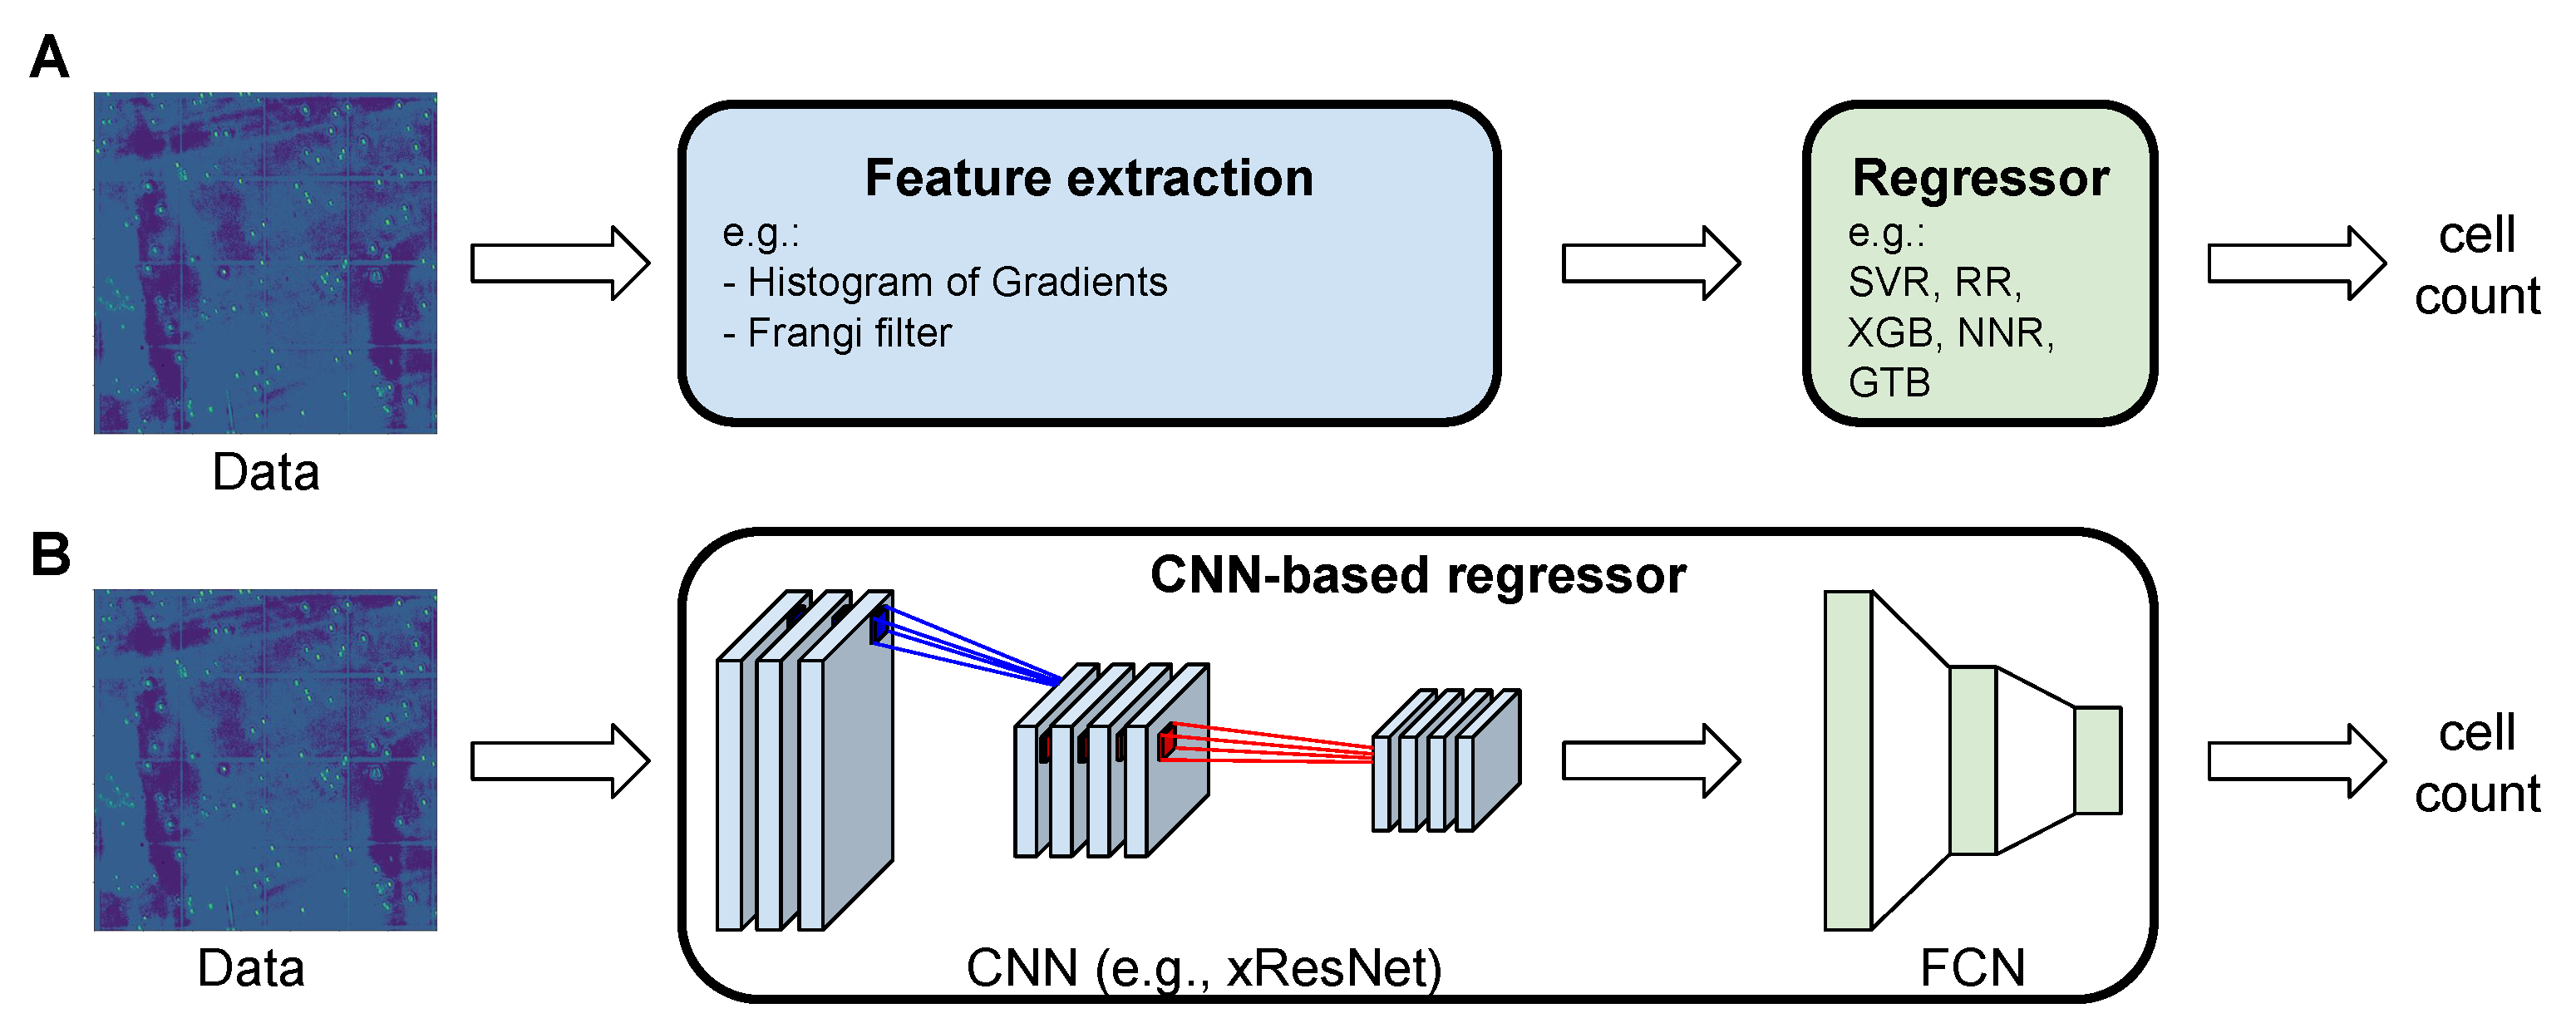 A
Feature extraction
e.g.:
- Histogram of Gradients
- Frangi filter
Regressor
e.g.:
SVR, RR,
XGB, NNR,
GTB
cell
count
Data
B
CNN-based regressor
CNN (e.g., xResNet)
FCN
cell
count
Data